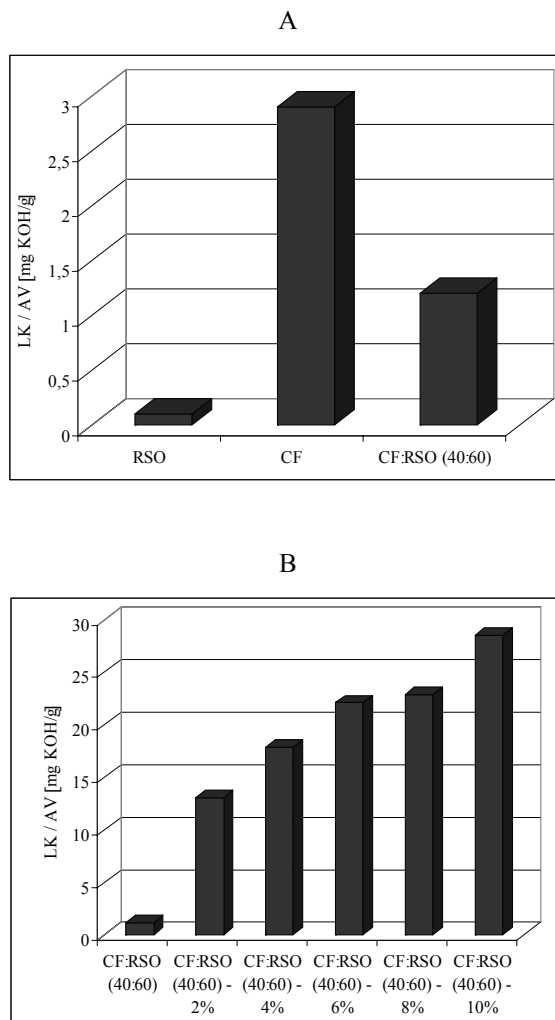 A
LK / AV [mg KOH/g]
3
2,5
2
1,5
1
0,5
0
RSO CF CF:RSO (40:60)
B
LK / AV [mg KOH/g]
30
25
20
15
10
5
0
CF:RSO CF:RSO CF:RSO CF:RSO CF:RSO CF:RSO
(40:60) (40:60) - (40:60) - (40:60) - (40:60) - (40:60) -
2% 4% 6% 8% 10%